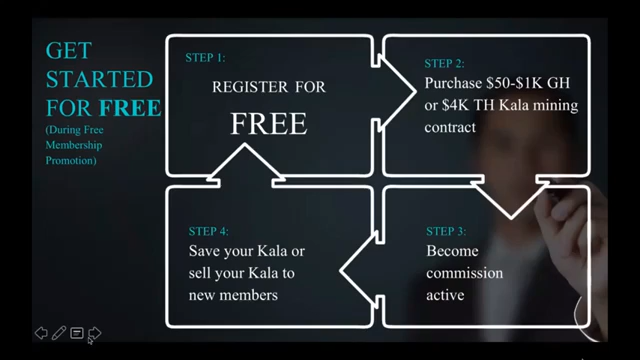 GET
STARTED
FOR FREE
(During Free
Membership
Promotion)
STEP 1:
REGISTER FOR
FREE
STEP 2:
Purchase $50-$1K GH
or $4K TH Kala mining
contract
STEP 3:
Become
commission
active
STEP 4:
Save your Kala or
sell your Kala to
new members